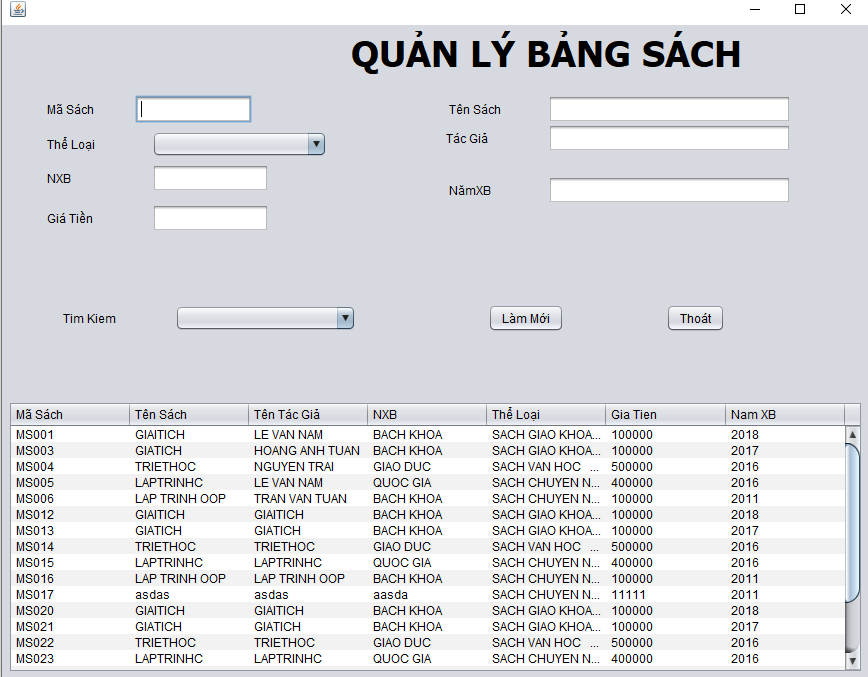 QUẢN LÝ BẢNG SÁCH
Mã Sách Tên Sách
Thể Loại Tác Giả
NXB NămXB
Giá Tiền
Tim Kiem Làm Mới Thoát
Mã Sách Tên Sách Tên Tác Giả NXB Thể Loại Gia Tien Nam XB
MS001 GIAITICH LE VAN NAM BACH KHOA SACH GIAO KHOA... 100000 2018
MS003 GIATICH HOANG ANH TUAN BACH KHOA SACH GIAO KHOA... 100000 2017
MS004 TRIETHOC NGUYEN TRAI GIAO DUC SACH VAN HOC ... 500000 2016
MS005 LAPTRINHC LE VAN NAM QUOC GIA SACH CHUYEN N... 400000 2016
MS006 LAP TRINH OOP TRAN VAN TUAN BACH KHOA SACH CHUYEN N... 100000 2011
MS012 GIAITICH GIAITICH BACH KHOA SACH GIAO KHOA... 100000 2018
MS013 GIATICH GIATICH BACH KHOA SACH GIAO KHOA... 100000 2017
MS014 TRIETHOC TRIETHOC GIAO DUC SACH VAN HOC ... 500000 2016
MS015 LAPTRINHC LAPTRINHC QUOC GIA SACH CHUYEN N... 400000 2016
MS016 LAP TRINH OOP LAP TRINH OOP BACH KHOA SACH CHUYEN N... 100000 2011
MS017 asdas asdas aasda SACH CHUYEN N... 11111 2011
MS020 GIAITICH GIAITICH BACH KHOA SACH GIAO KHOA... 100000 2018
MS021 GIATICH GIATICH BACH KHOA SACH GIAO KHOA... 100000 2017
MS022 TRIETHOC TRIETHOC GIAO DUC SACH VAN HOC ... 500000 2016
MS023 LAPTRINHC LAPTRINHC QUOC GIA SACH CHUYEN N... 400000 2016